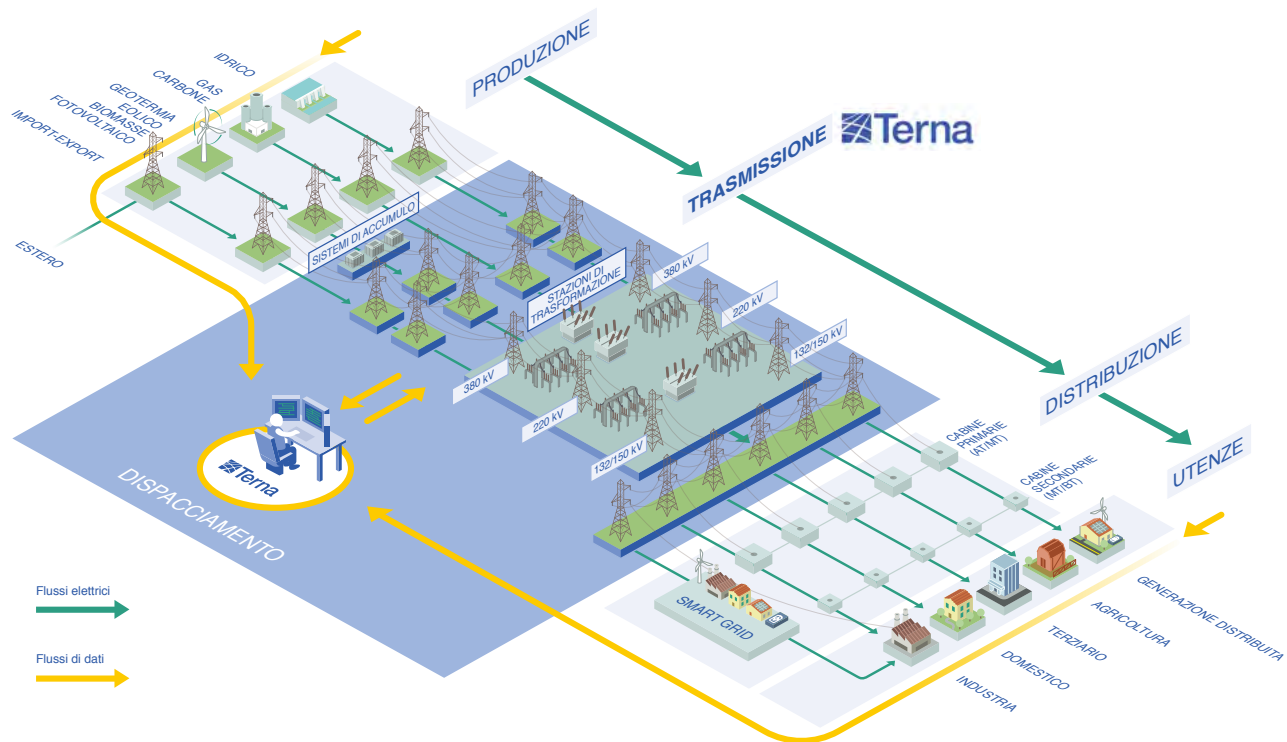 PRODUZIONE
TRASMISSIONE
Terna
DISTRIBUZIONE
UTENZE
IDRICO
GAS
CARBONE
GEOTERMIA
EOLICO
BIOMASSE
FOTOVOLTAICO
IMPORT-EXPORT
ESTERO
SISTEMI DI ACCUMULO
STAZIONI DI
TRASFORMAZIONE
380 kV
220 kV
132/150 kV
380 kV
220 kV
132/150 kV
Terna
DISPACCIAMENTO
CABINE
PRIMARIE
(AT/MT)
CABINE
SECONDARIE
(MT/BT)
SMART GRID
GENERAZIONE DISTRIBUITA
AGRICOLTURA
TERZIARIO
DOMESTICO
INDUSTRIA
Flussi elettrici
Flussi di dati